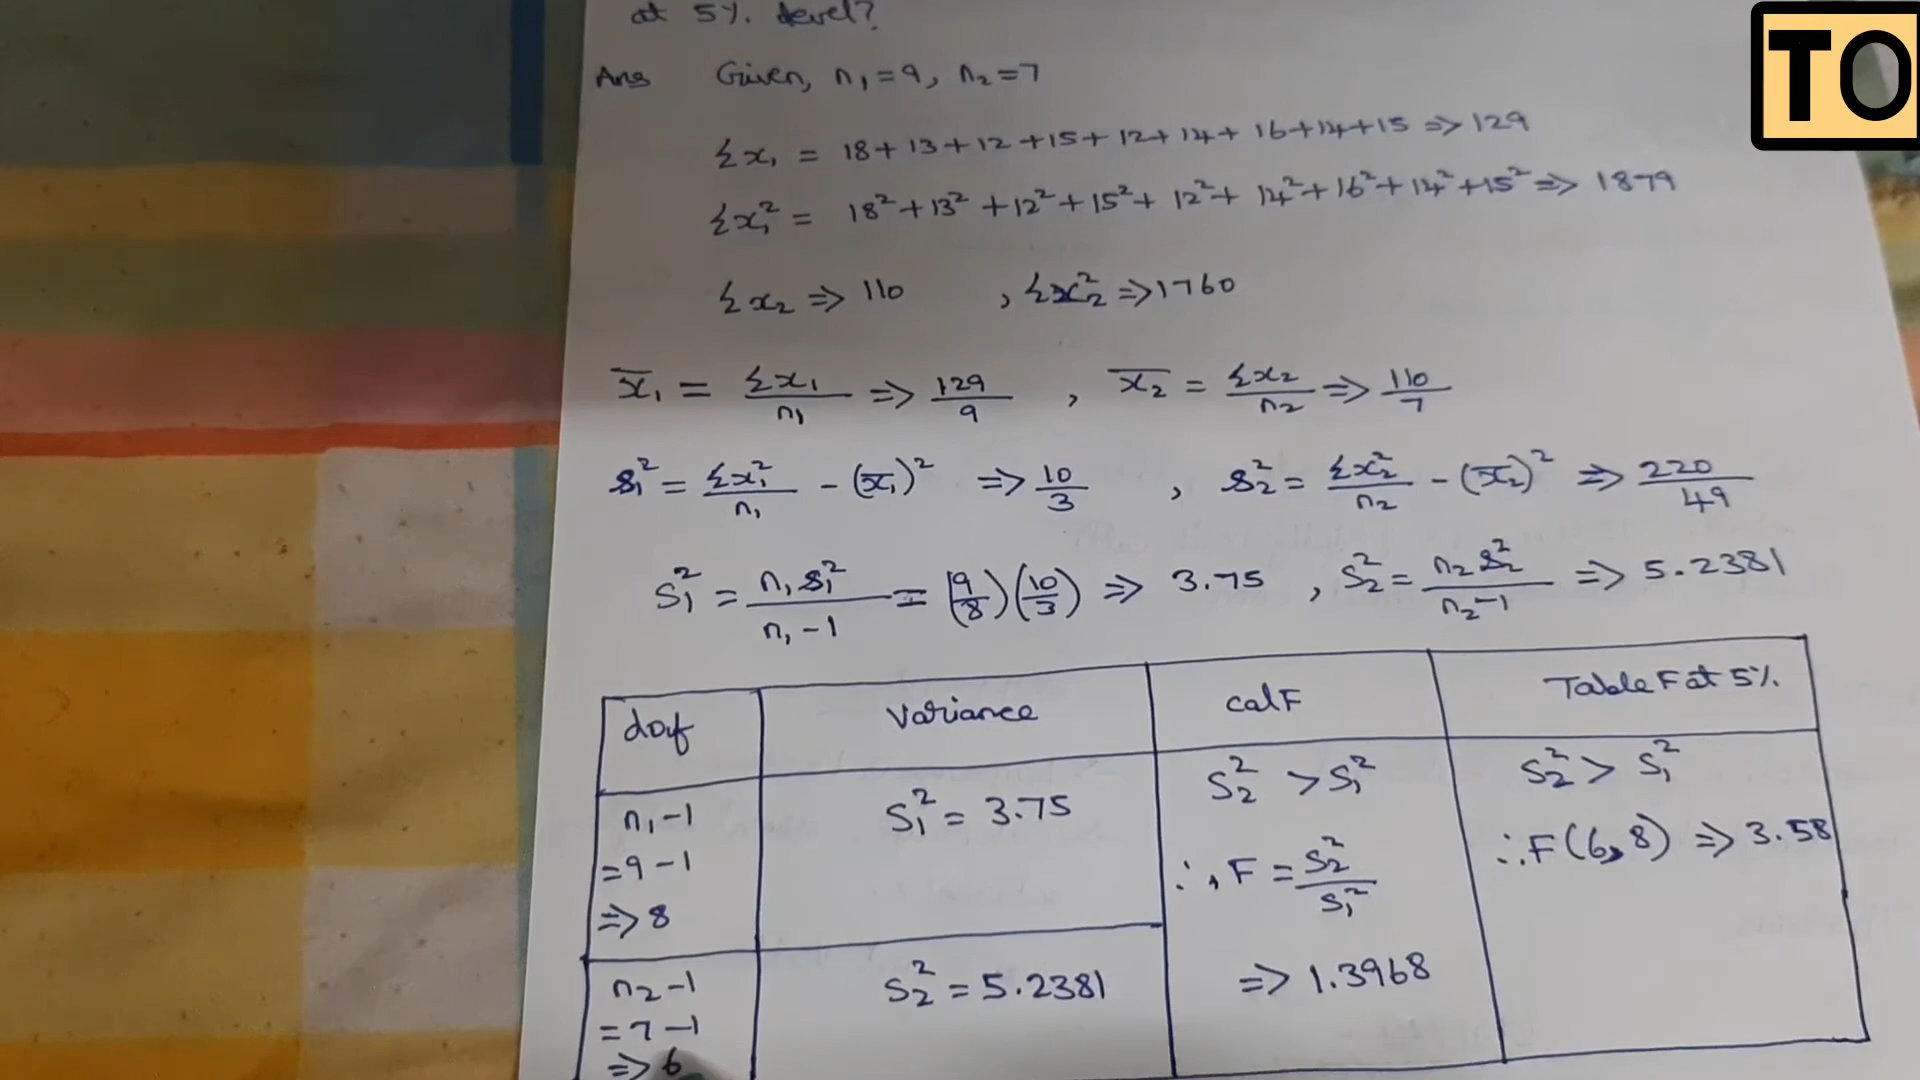 TO
at 5%. level?
Ans Given, n₁ = 9, n₂ = 7
Σx₁ = 18 + 13 + 12 + 15 + 12 + 14 + 16 + 14 + 15 => 129
Σx₁² = 18² + 13² + 12² + 15² + 12² + 14² + 16² + 14² + 15² => 1879
Σx₂ => 110 , Σx₂² => 1760
x̄₁ = Σx₁/n₁ => 129/9 , x̄₂ = Σx₂/n₂ => 110/7
s₁² = Σx₁²/n₁ - (x̄₁)² => 10/3 , s₂² = Σx₂²/n₂ - (x̄₂)² => 220/49
S₁² = n₁s₁²/n₁-1 = (9/8)(10/3) => 3.75 , S₂² = n₂s₂²/n₂-1 => 5.2381
dof Variance calF Table F at 5%.
n₁-1 S₁² = 3.75 S₂² > S₁² S₂² > S₁²
= 9-1 ∴, F = S₂²/S₁² ∴ F(6,8) => 3.58
=> 8
n₂-1 S₂² = 5.2381 => 1.3968
= 7-1
=> 6